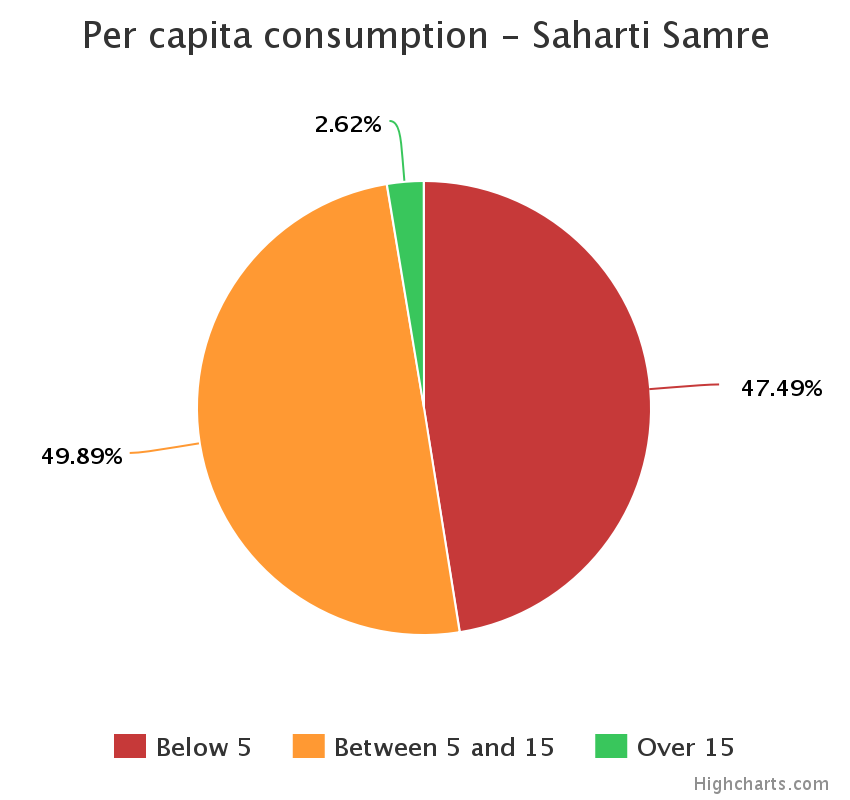 Per capita consumption - Saharti Samre
2.62%
47.49%
49.89%
Below 5
Between 5 and 15
Over 15
Highcharts.com